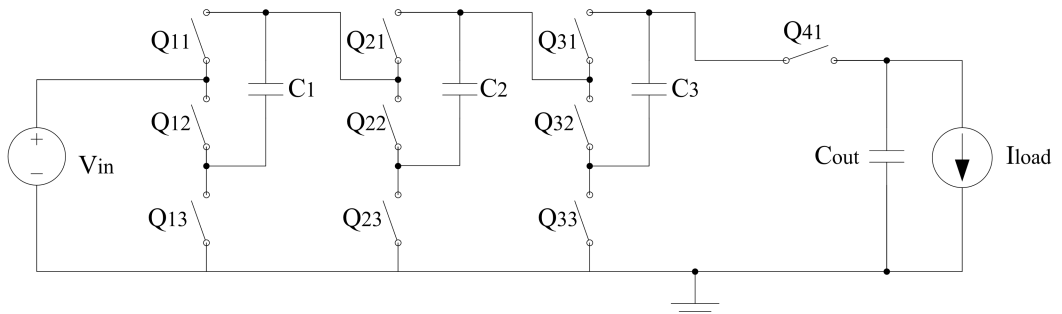 Q41
Q11
Q21
Q31
C1
C2
C3
Q12
Q22
Q32
+
−
Vin
Cout
Iload
Q13
Q23
Q33